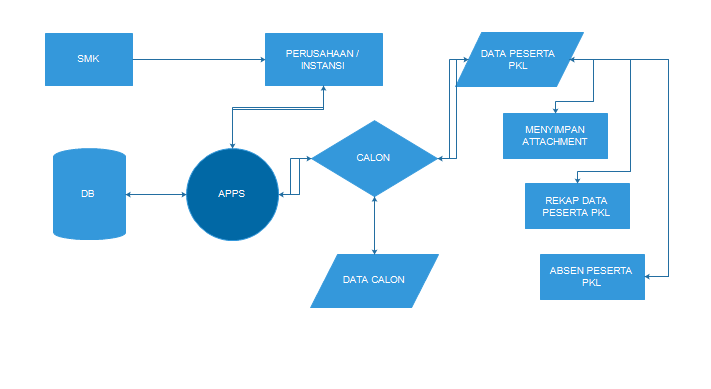 SMK
PERUSAHAAN /
INSTANSI
DATA PESERTA
PKL
MENYIMPAN
ATTACHMENT
CALON
DB
APPS
REKAP DATA
PESERTA PKL
DATA CALON
ABSEN PESERTA
PKL